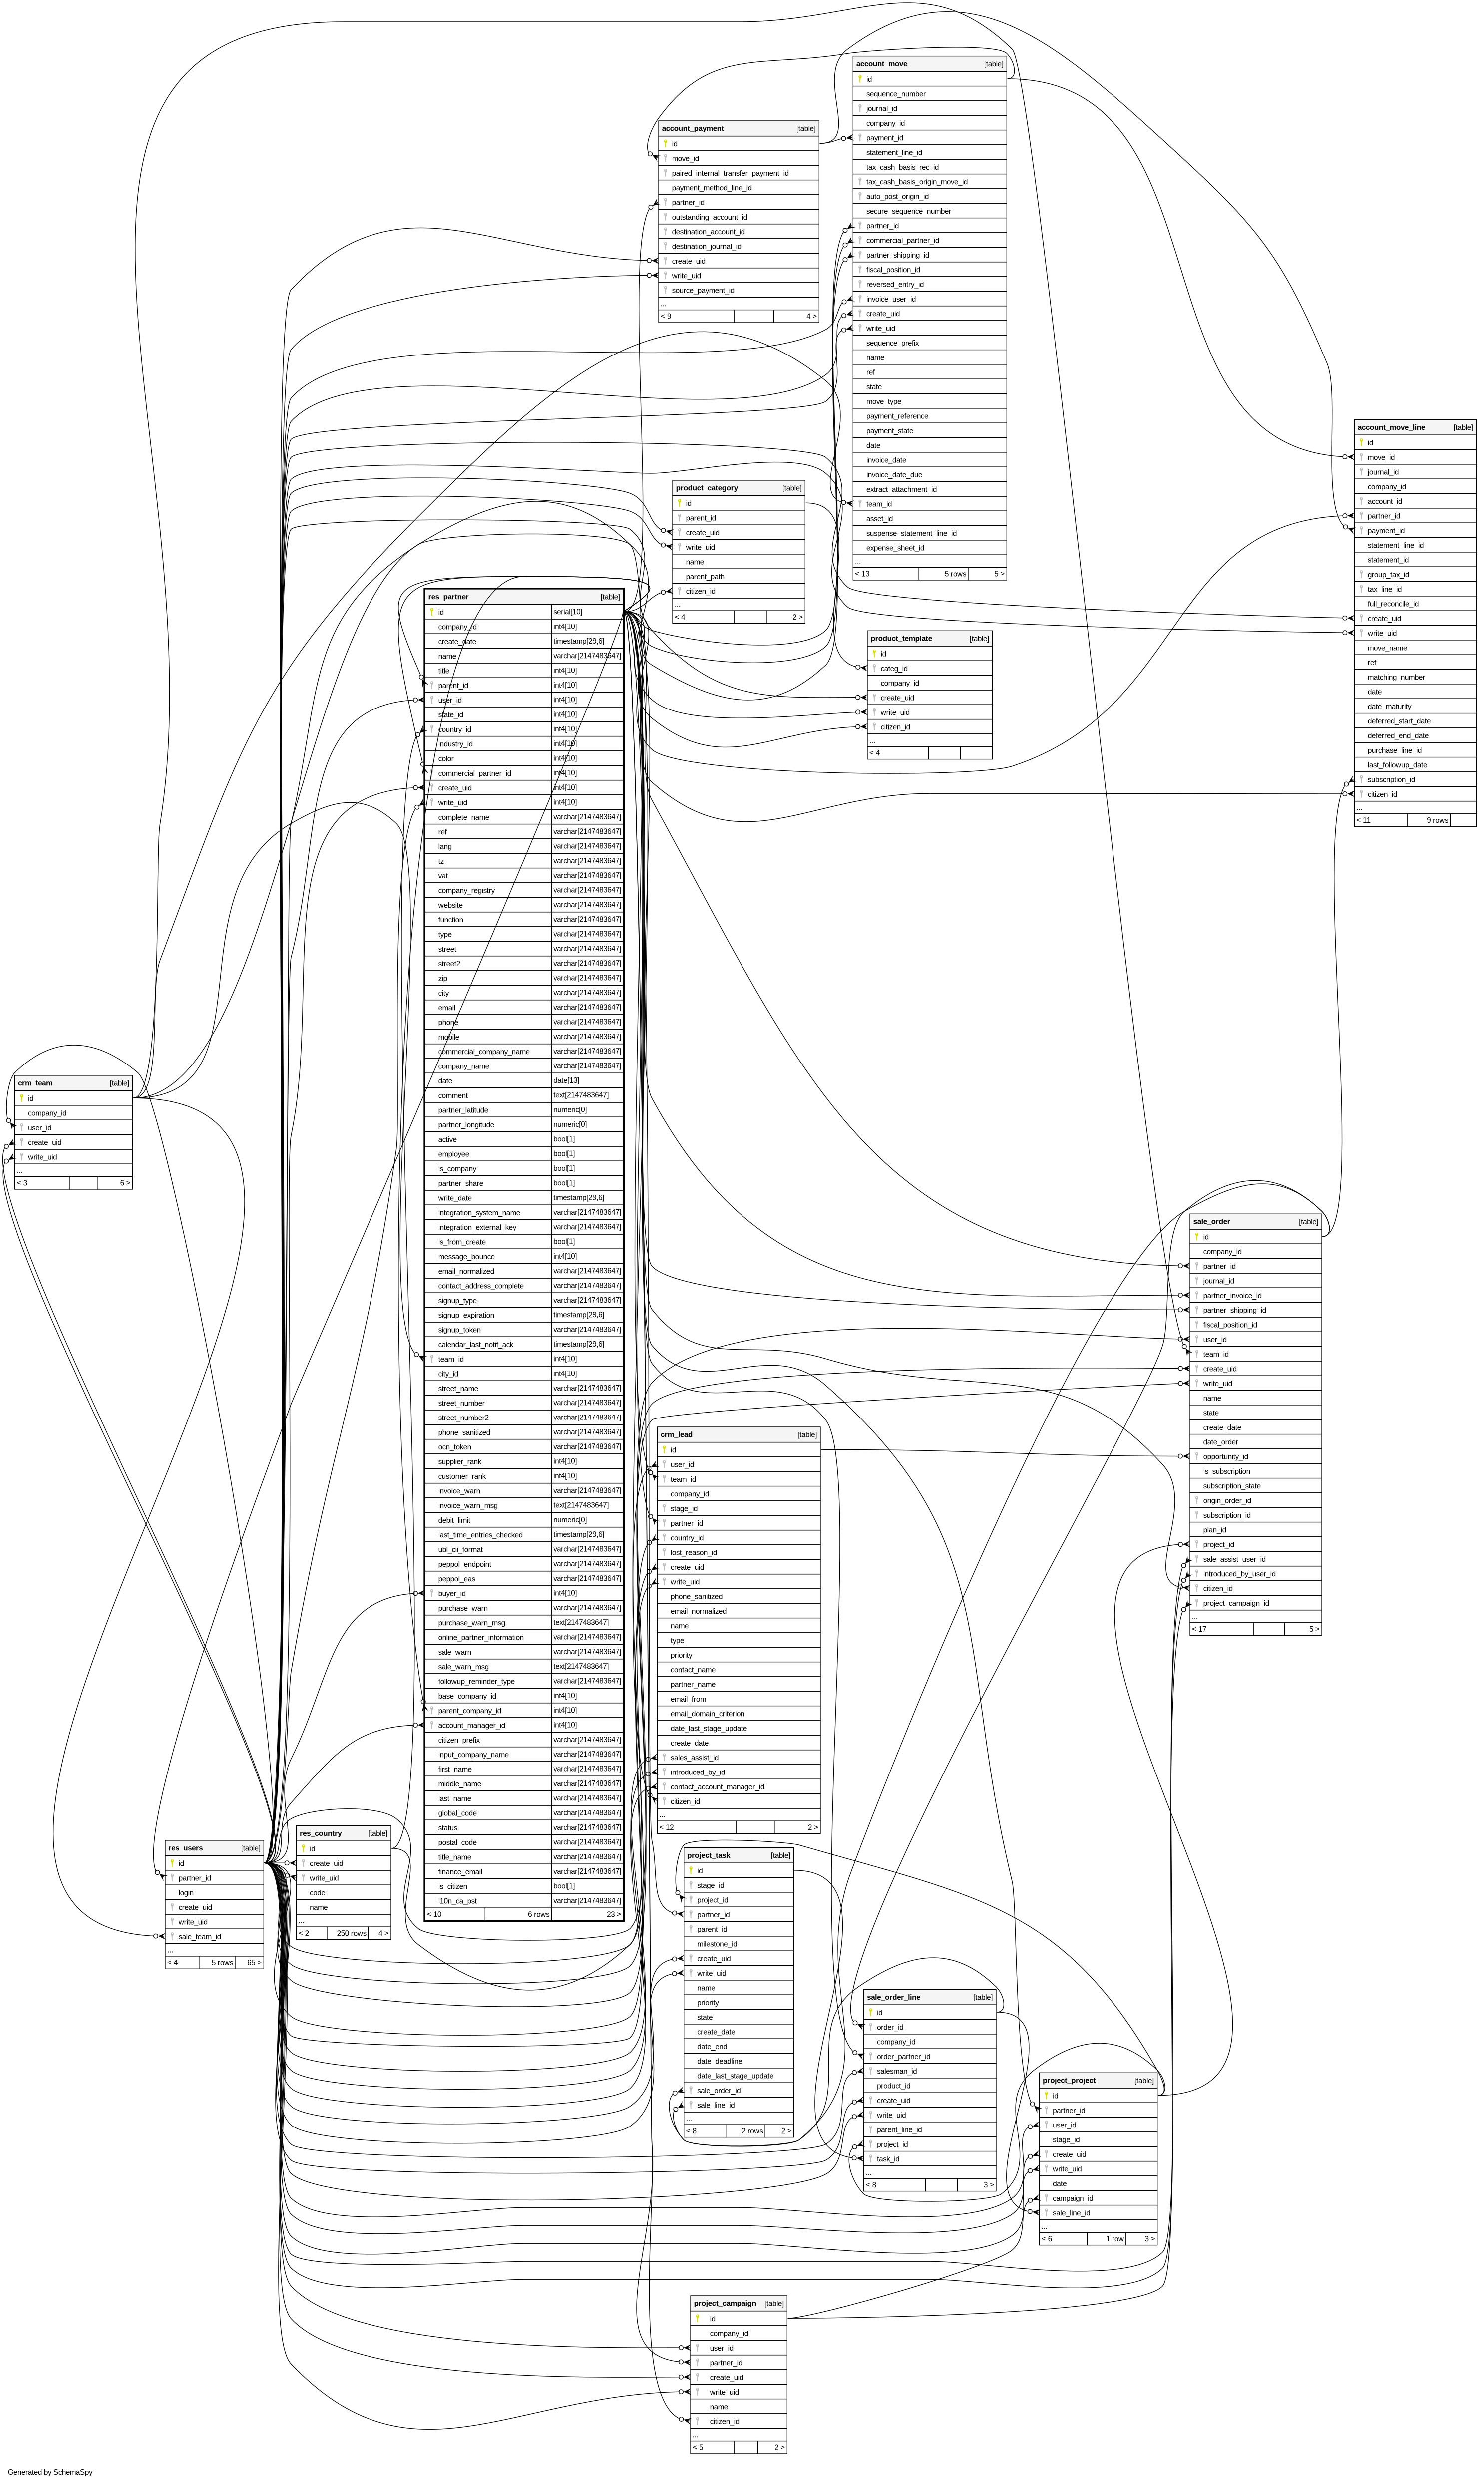 account_move [table]
id
sequence_number
journal_id
company_id
payment_id
statement_line_id
tax_cash_basis_rec_id
tax_cash_basis_origin_move_id
auto_post_origin_id
secure_sequence_number
partner_id
commercial_partner_id
partner_shipping_id
fiscal_position_id
reversed_entry_id
invoice_user_id
create_uid
write_uid
sequence_prefix
name
ref
state
move_type
payment_reference
payment_state
date
invoice_date
invoice_date_due
extract_attachment_id
team_id
asset_id
suspense_statement_line_id
expense_sheet_id
...
< 13 5 rows 5 >
account_payment [table]
id
move_id
paired_internal_transfer_payment_id
payment_method_line_id
partner_id
outstanding_account_id
destination_account_id
destination_journal_id
create_uid
write_uid
source_payment_id
...
< 9 4 >
account_move_line [table]
id
move_id
journal_id
company_id
account_id
partner_id
payment_id
statement_line_id
statement_id
group_tax_id
tax_line_id
full_reconcile_id
create_uid
write_uid
move_name
ref
matching_number
date
date_maturity
deferred_start_date
deferred_end_date
purchase_line_id
last_followup_date
subscription_id
citizen_id
...
< 11 9 rows
product_category [table]
id
parent_id
create_uid
write_uid
name
parent_path
citizen_id
...
< 4 2 >
product_template [table]
id
categ_id
company_id
create_uid
write_uid
citizen_id
...
< 4
res_partner [table]
id serial[10]
company_id int4[10]
create_date timestamp[29,6]
name varchar[2147483647]
title int4[10]
parent_id int4[10]
user_id int4[10]
state_id int4[10]
country_id int4[10]
industry_id int4[10]
color int4[10]
commercial_partner_id int4[10]
create_uid int4[10]
write_uid int4[10]
complete_name varchar[2147483647]
ref varchar[2147483647]
lang varchar[2147483647]
tz varchar[2147483647]
vat varchar[2147483647]
company_registry varchar[2147483647]
website varchar[2147483647]
function varchar[2147483647]
type varchar[2147483647]
street varchar[2147483647]
street2 varchar[2147483647]
zip varchar[2147483647]
city varchar[2147483647]
email varchar[2147483647]
phone varchar[2147483647]
mobile varchar[2147483647]
commercial_company_name varchar[2147483647]
company_name varchar[2147483647]
date date[13]
comment text[2147483647]
partner_latitude numeric[0]
partner_longitude numeric[0]
active bool[1]
employee bool[1]
is_company bool[1]
partner_share bool[1]
write_date timestamp[29,6]
integration_system_name varchar[2147483647]
integration_external_key varchar[2147483647]
is_from_create bool[1]
message_bounce int4[10]
email_normalized varchar[2147483647]
contact_address_complete varchar[2147483647]
signup_type varchar[2147483647]
signup_expiration timestamp[29,6]
signup_token varchar[2147483647]
calendar_last_notif_ack timestamp[29,6]
team_id int4[10]
city_id int4[10]
street_name varchar[2147483647]
street_number varchar[2147483647]
street_number2 varchar[2147483647]
phone_sanitized varchar[2147483647]
ocn_token varchar[2147483647]
supplier_rank int4[10]
customer_rank int4[10]
invoice_warn varchar[2147483647]
invoice_warn_msg text[2147483647]
debit_limit numeric[0]
last_time_entries_checked timestamp[29,6]
ubl_cii_format varchar[2147483647]
peppol_endpoint varchar[2147483647]
peppol_eas varchar[2147483647]
buyer_id int4[10]
purchase_warn varchar[2147483647]
purchase_warn_msg text[2147483647]
online_partner_information varchar[2147483647]
sale_warn varchar[2147483647]
sale_warn_msg text[2147483647]
followup_reminder_type varchar[2147483647]
base_company_id int4[10]
parent_company_id int4[10]
account_manager_id int4[10]
citizen_prefix varchar[2147483647]
input_company_name varchar[2147483647]
first_name varchar[2147483647]
middle_name varchar[2147483647]
last_name varchar[2147483647]
global_code varchar[2147483647]
status varchar[2147483647]
postal_code varchar[2147483647]
title_name varchar[2147483647]
finance_email varchar[2147483647]
is_citizen bool[1]
l10n_ca_pst varchar[2147483647]
< 10 6 rows 23 >
crm_team [table]
id
company_id
user_id
create_uid
write_uid
...
< 3 6 >
sale_order [table]
id
company_id
partner_id
journal_id
partner_invoice_id
partner_shipping_id
fiscal_position_id
user_id
team_id
create_uid
write_uid
name
state
create_date
date_order
opportunity_id
is_subscription
subscription_state
origin_order_id
subscription_id
plan_id
project_id
sale_assist_user_id
introduced_by_user_id
citizen_id
project_campaign_id
...
< 17 5 >
crm_lead [table]
id
user_id
team_id
company_id
stage_id
partner_id
country_id
lost_reason_id
create_uid
write_uid
phone_sanitized
email_normalized
name
type
priority
contact_name
partner_name
email_from
email_domain_criterion
date_last_stage_update
create_date
sales_assist_id
introduced_by_id
contact_account_manager_id
citizen_id
...
< 12 2 >
res_users [table]
id
partner_id
login
create_uid
write_uid
sale_team_id
...
< 4 5 rows 65 >
res_country [table]
id
create_uid
write_uid
code
name
...
< 2 250 rows 4 >
project_task [table]
id
stage_id
project_id
partner_id
parent_id
milestone_id
create_uid
write_uid
name
priority
state
create_date
date_end
date_deadline
date_last_stage_update
sale_order_id
sale_line_id
...
< 8 2 rows 2 >
sale_order_line [table]
id
order_id
company_id
order_partner_id
salesman_id
product_id
create_uid
write_uid
parent_line_id
project_id
task_id
...
< 8 3 >
project_project [table]
id
partner_id
user_id
stage_id
create_uid
write_uid
date
campaign_id
sale_line_id
...
< 6 1 row 3 >
project_campaign [table]
id
company_id
user_id
partner_id
create_uid
write_uid
name
citizen_id
...
< 5 2 >
Generated by SchemaSpy